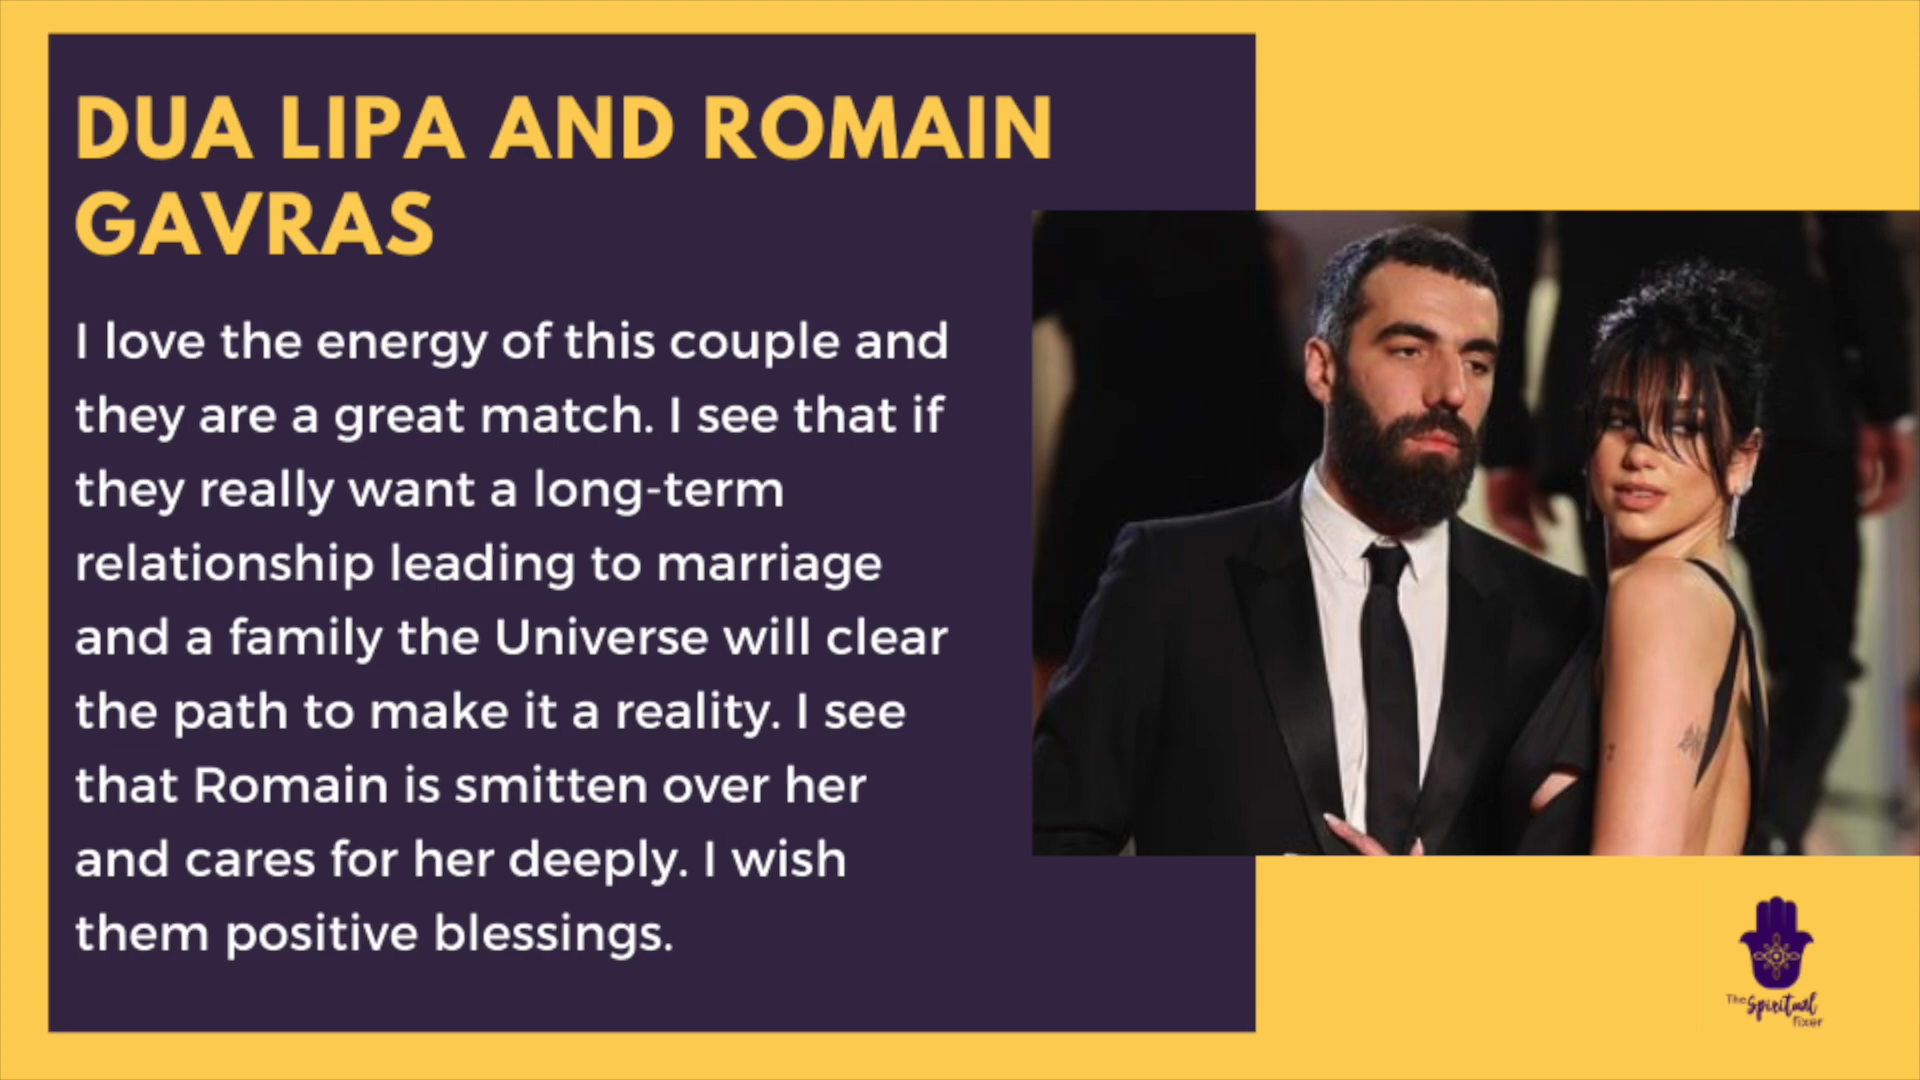 DUA LIPA AND ROMAIN
GAVRAS
I love the energy of this couple and
they are a great match. I see that if
they really want a long-term
relationship leading to marriage
and a family the Universe will clear
the path to make it a reality. I see
that Romain is smitten over her
and cares for her deeply. I wish
them positive blessings.
The Spiritual
fixer